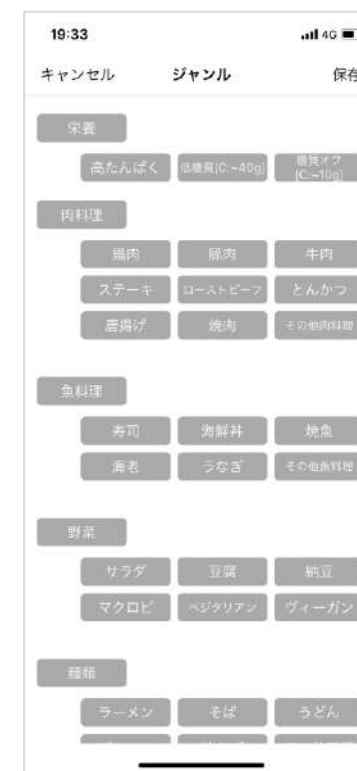 19:33 4G
キャンセル ジャンル 保存
栄養
高たんぱく 低糖質[C:~40g] 糖質オフ
[C:~10g]
肉料理
鶏肉 豚肉 牛肉
ステーキ ローストビーフ とんかつ
唐揚げ 焼肉 その他肉料理
魚料理
寿司 海鮮丼 焼魚
海老 うなぎ その他魚料理
野菜
サラダ 豆腐 納豆
マクロビ ベジタリアン ヴィーガン
麺類
ラーメン そば うどん